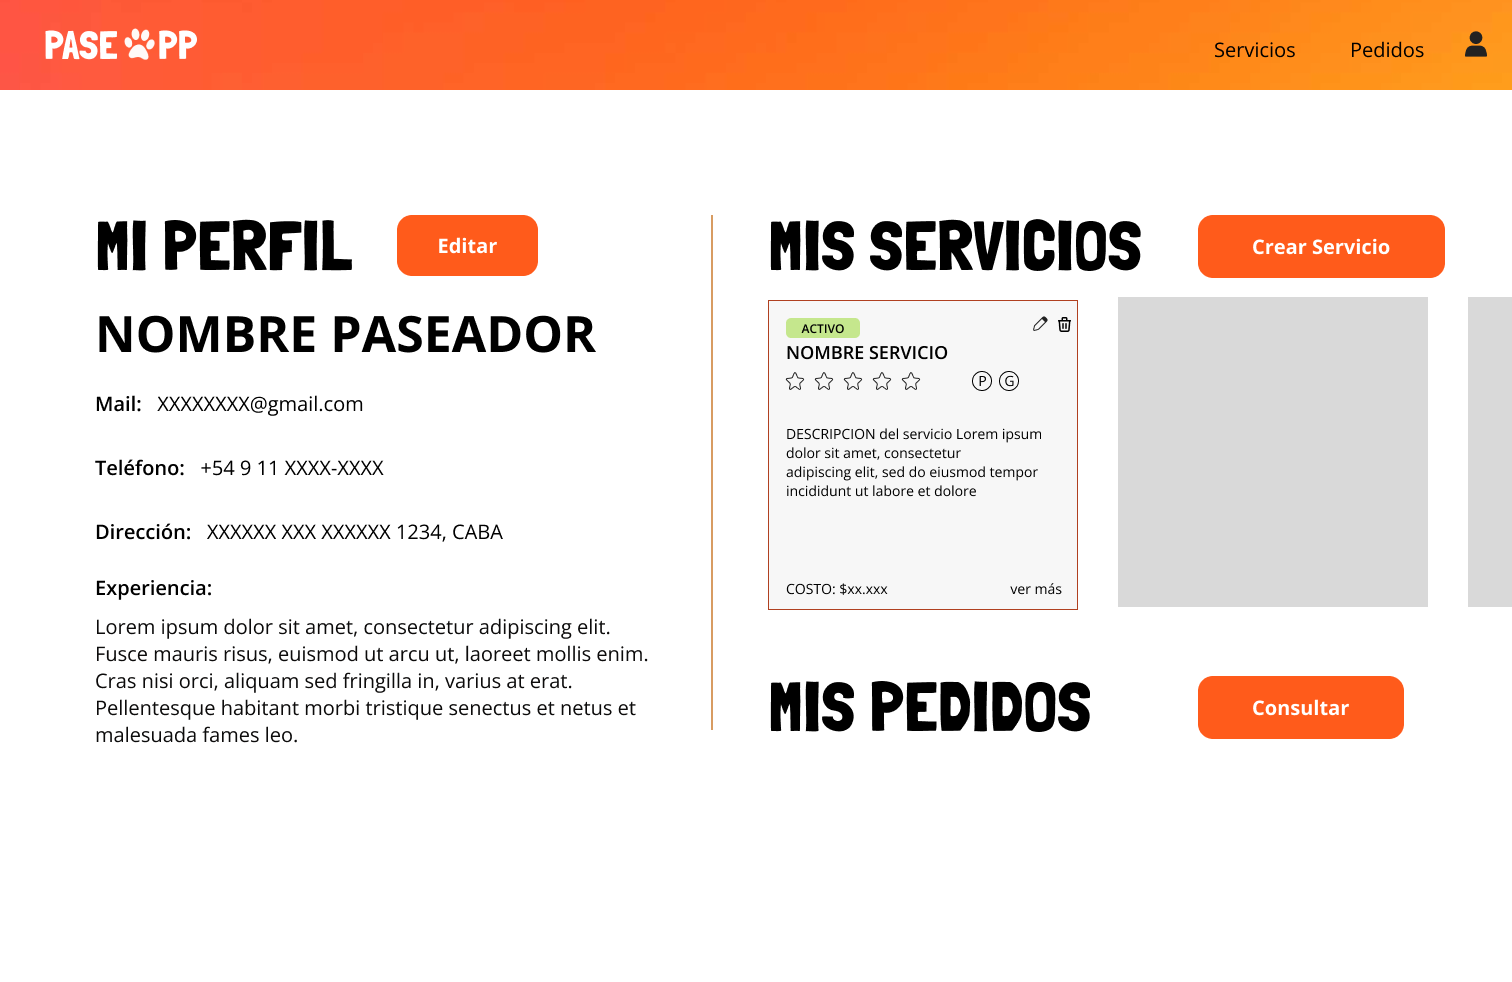 PASE PP
Servicios
Pedidos
MI PERFIL
Editar
NOMBRE PASEADOR
Mail: XXXXXXXX@gmail.com
Teléfono: +54 9 11 XXXX-XXXX
Dirección: XXXXXX XXX XXXXXX 1234, CABA
Experiencia:
Lorem ipsum dolor sit amet, consectetur adipiscing elit.
Fusce mauris risus, euismod ut arcu ut, laoreet mollis enim.
Cras nisi orci, aliquam sed fringilla in, varius at erat.
Pellentesque habitant morbi tristique senectus et netus et
malesuada fames leo.
MIS SERVICIOS
Crear Servicio
ACTIVO
NOMBRE SERVICIO
P G
DESCRIPCION del servicio Lorem ipsum
dolor sit amet, consectetur
adipiscing elit, sed do eiusmod tempor
incididunt ut labore et dolore
COSTO: $xx.xxx
ver más
MIS PEDIDOS
Consultar